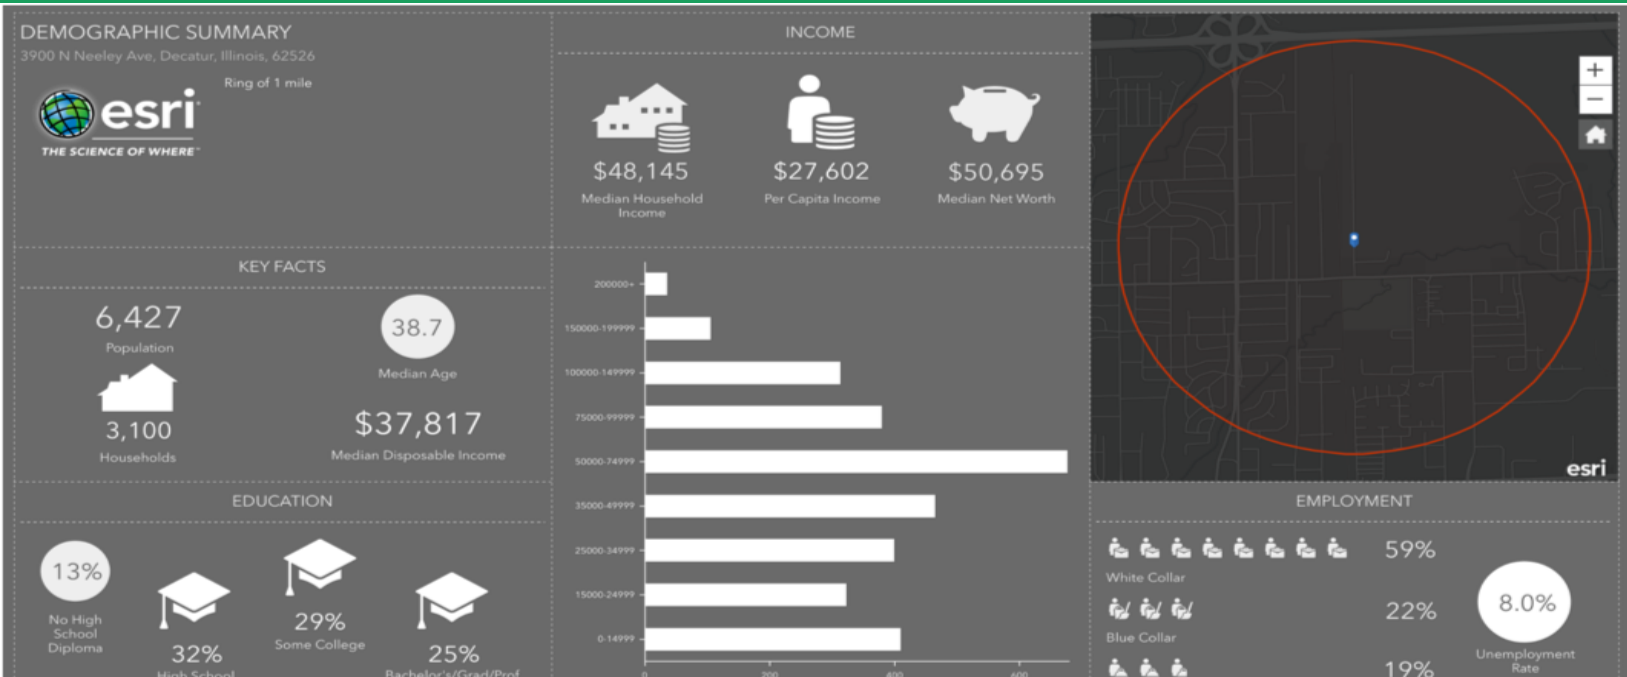 DEMOGRAPHIC SUMMARY
3900 N Neeley Ave, Decatur, Illinois, 62526
Ring of 1 mile
esri
THE SCIENCE OF WHERE
KEY FACTS
6,427
Population
38.7
Median Age
3,100
Households
$37,817
Median Disposable Income
EDUCATION
13%
No High
School
Diploma
32%
High School
29%
Some College
25%
Bachelor's/Grad/Prof
INCOME
$48,145
Median Household
Income
$27,602
Per Capita Income
$50,695
Median Net Worth
200000+
150000-199999
100000-149999
75000-99999
50000-74999
35000-49999
25000-34999
15000-24999
0-14999
0
200
400
600
+
−
esri
EMPLOYMENT
59%
White Collar
22%
Blue Collar
19%
8.0%
Unemployment
Rate